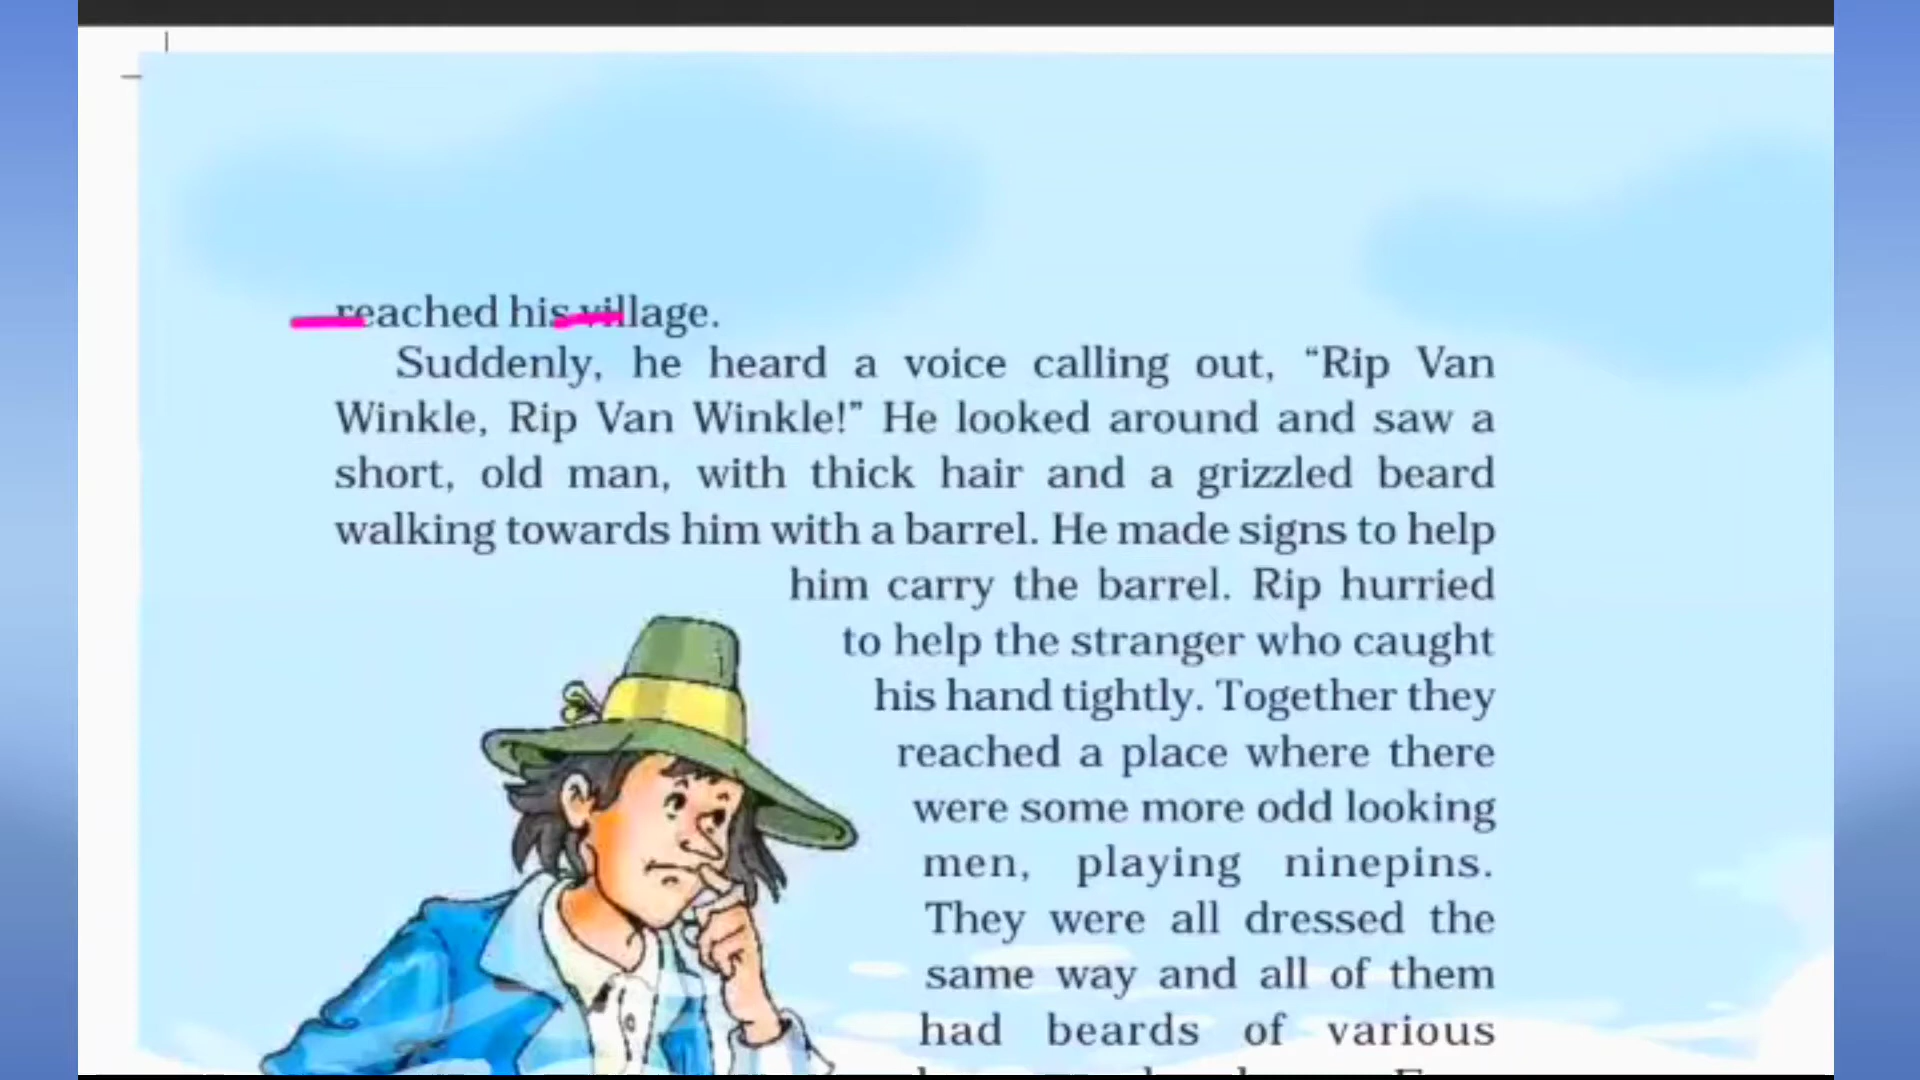 reached his village.
Suddenly, he heard a voice calling out, “Rip Van
Winkle, Rip Van Winkle!” He looked around and saw a
short, old man, with thick hair and a grizzled beard
walking towards him with a barrel. He made signs to help
him carry the barrel. Rip hurried
to help the stranger who caught
his hand tightly. Together they
reached a place where there
were some more odd looking
men, playing ninepins.
They were all dressed the
same way and all of them
had beards of various